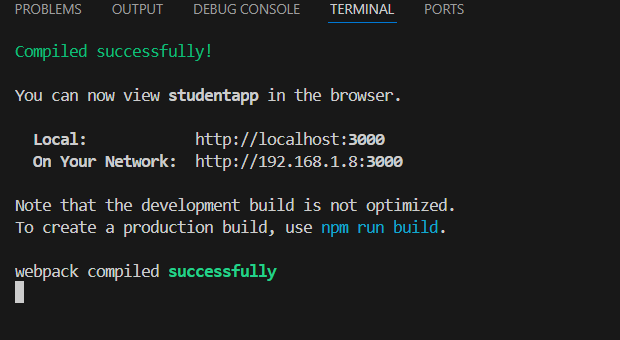 PROBLEMS OUTPUT DEBUG CONSOLE TERMINAL PORTS
Compiled successfully!
You can now view studentapp in the browser.
Local: http://localhost:3000
On Your Network: http://192.168.1.8:3000
Note that the development build is not optimized.
To create a production build, use npm run build.
webpack compiled successfully